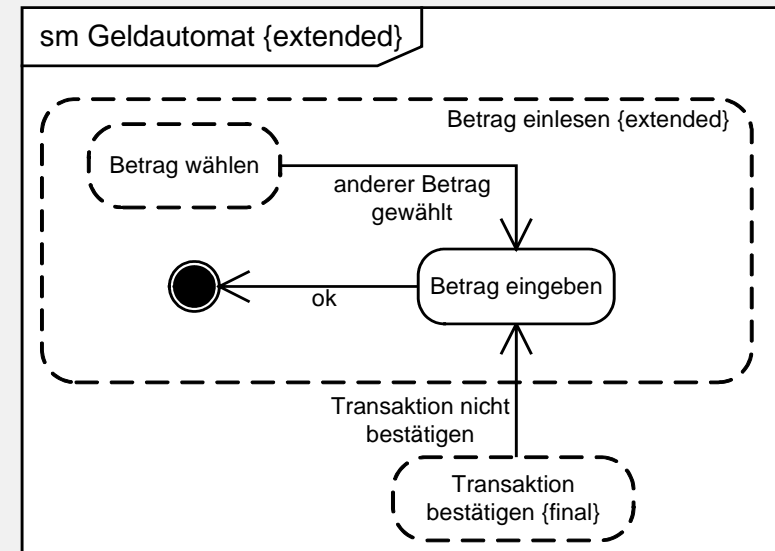 sm Geldautomat {extended}
Betrag einlesen {extended}
Betrag wählen
anderer Betrag
gewählt
Betrag eingeben
ok
Transaktion nicht
bestätigen
Transaktion
bestätigen {final}